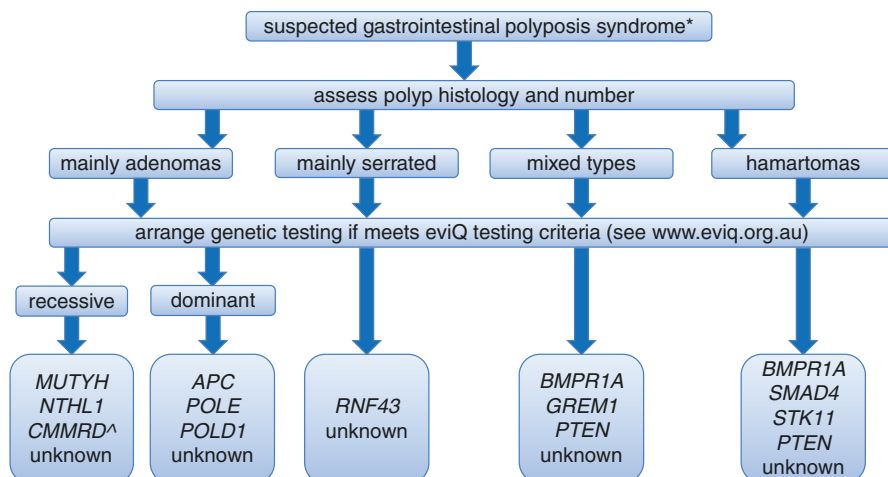 suspected gastrointestinal polyposis syndrome*
assess polyp histology and number
mainly adenomas
mainly serrated
mixed types
hamartomas
arrange genetic testing if meets eviQ testing criteria (see www.eviq.org.au)
recessive
dominant
MUTYH
NTHL1
CMMRD^
unknown
APC
POLE
POLD1
unknown
RNF43
unknown
BMPR1A
GREM1
PTEN
unknown
BMPR1A
SMAD4
STK11
PTEN
unknown